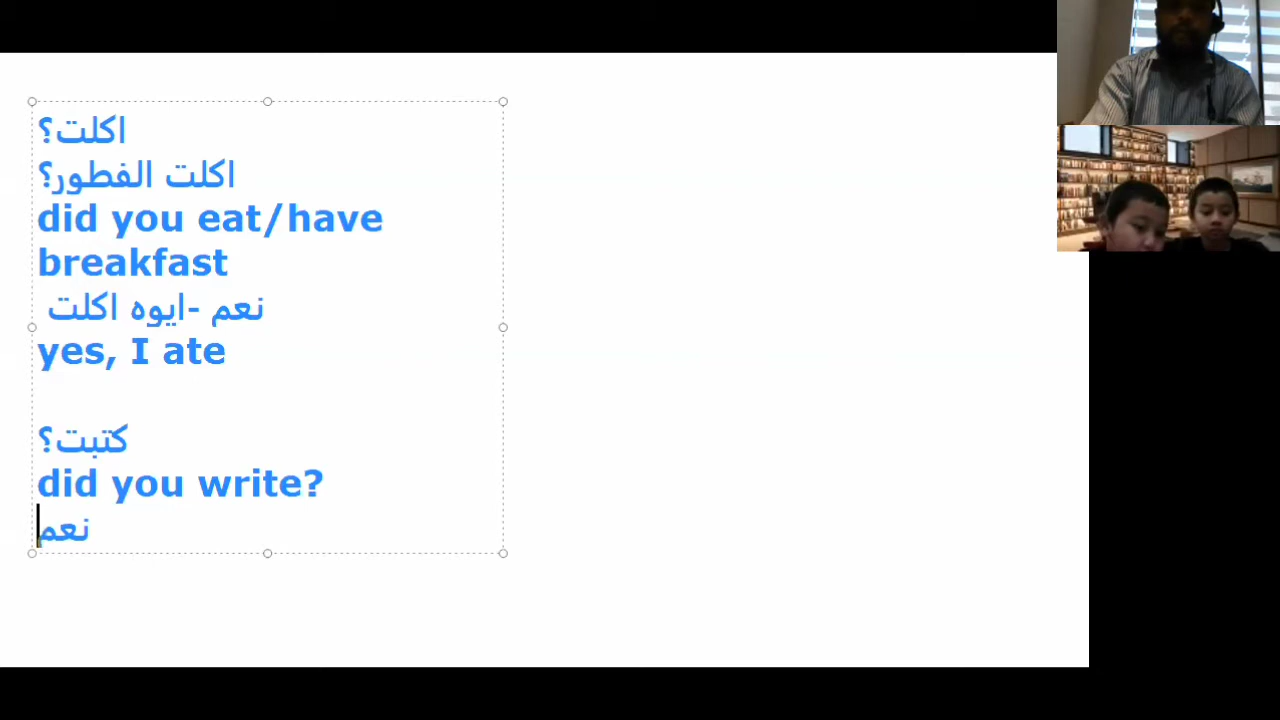 اكلت؟
اكلت الفطور؟
did you eat/have
breakfast
نعم -ايوه اكلت
yes, I ate
كتبت؟
did you write?
نعم